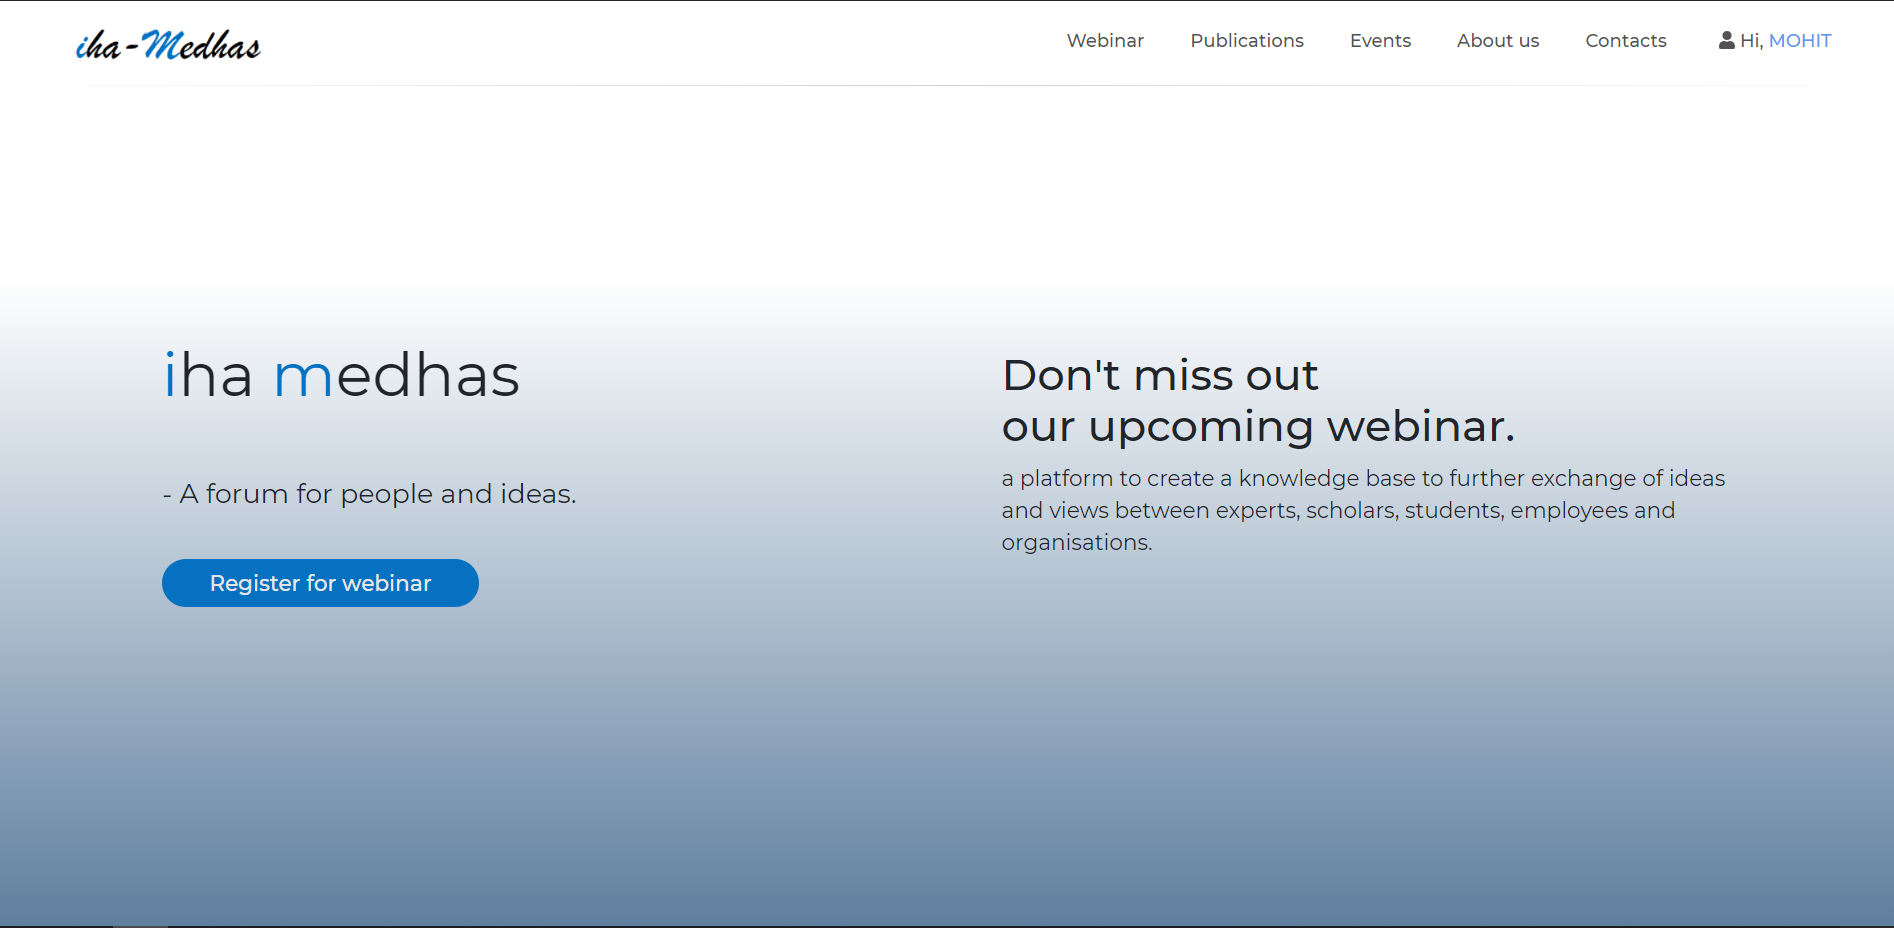 iha-Medhas
Webinar
Publications
Events
About us
Contacts
Hi, MOHIT
iha medhas
- A forum for people and ideas.
Register for webinar
Don't miss out
our upcoming webinar.
a platform to create a knowledge base to further exchange of ideas
and views between experts, scholars, students, employees and
organisations.